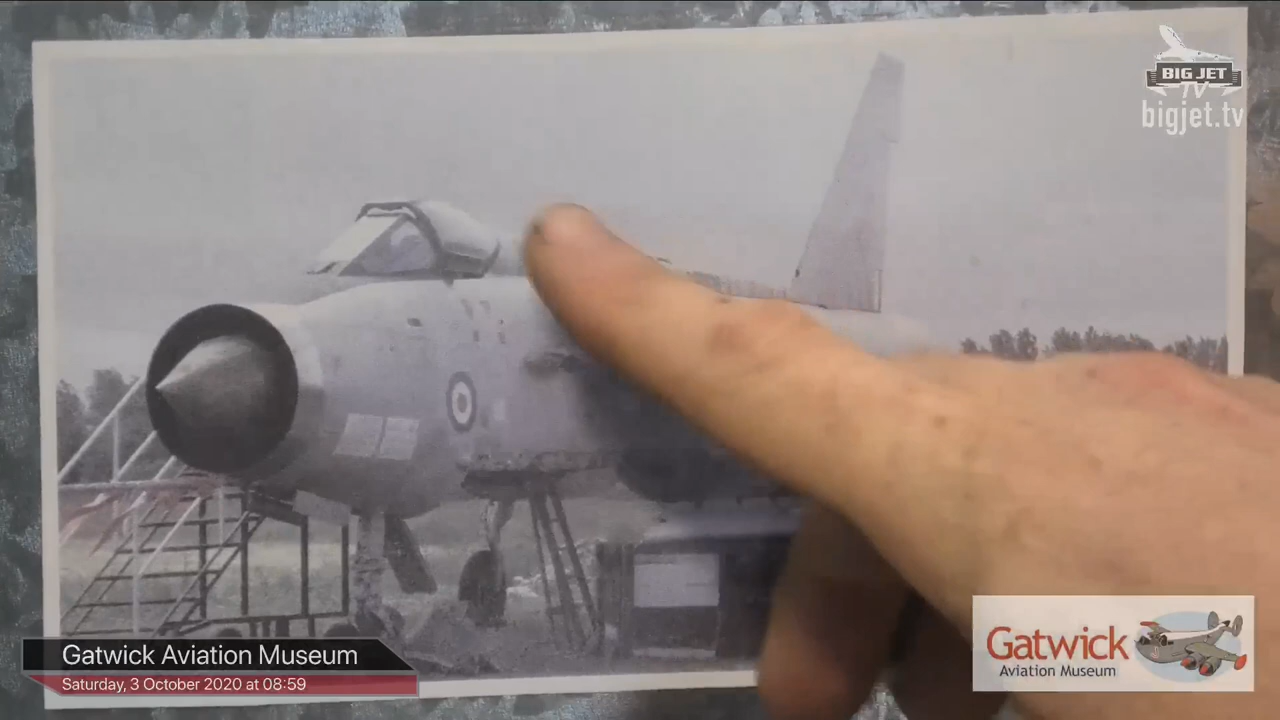 BIG JET
TV
bigjet.tv
Gatwick
Aviation Museum
Gatwick Aviation Museum
Saturday, 3 October 2020 at 08:59